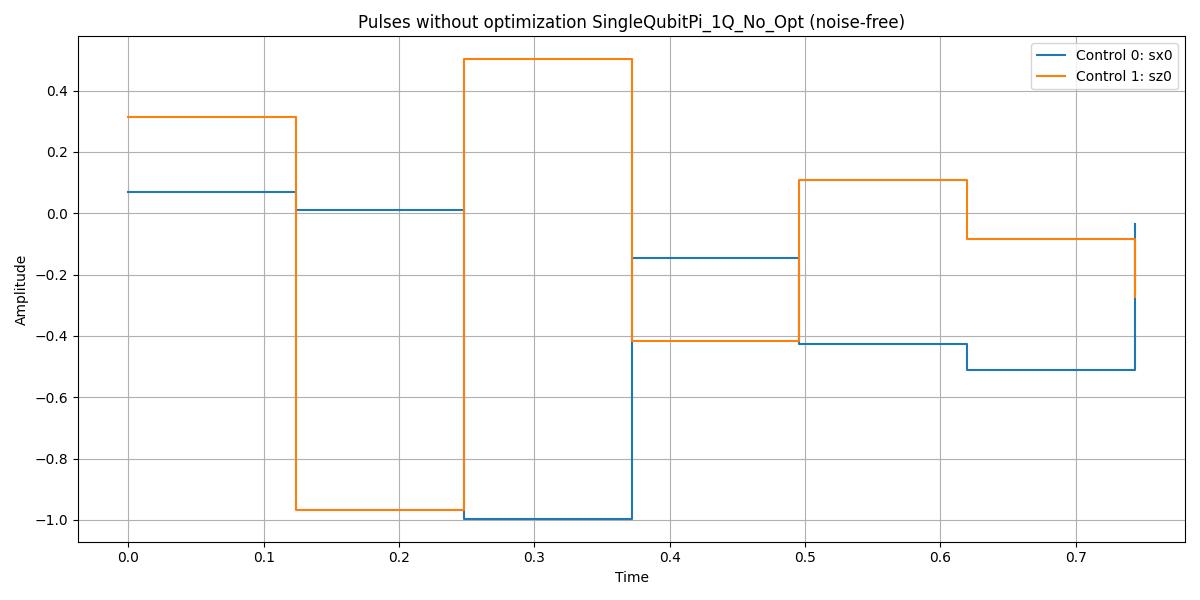 Pulses without optimization SingleQubitPi_1Q_No_Opt (noise-free)
Control 0: sx0
Control 1: sz0
Amplitude
0.4
0.2
0.0
−0.2
−0.4
−0.6
−0.8
−1.0
0.0 0.1 0.2 0.3 0.4 0.5 0.6 0.7
Time